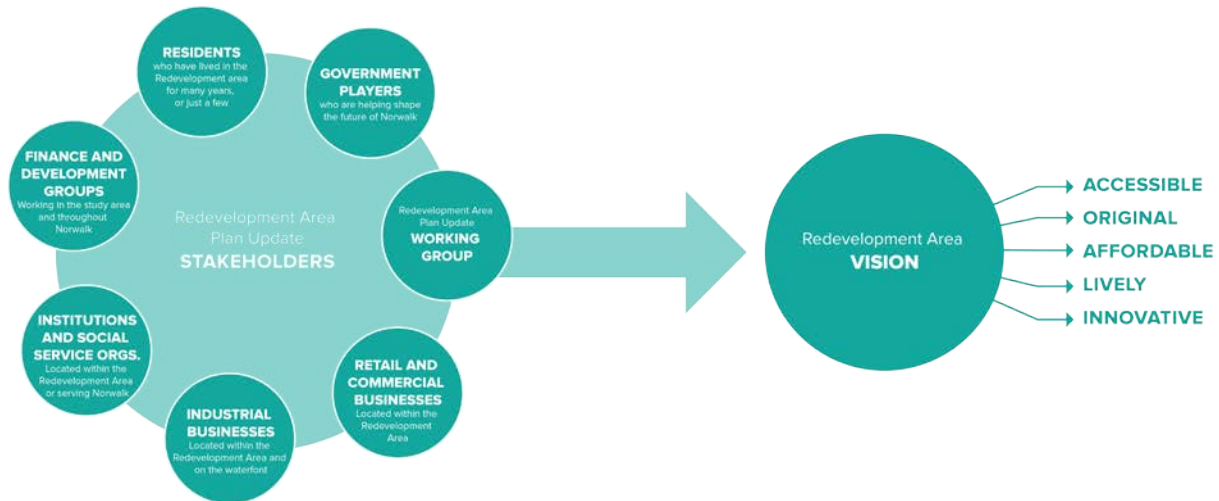 RESIDENTS
who have lived in the
Redevelopment area
for many years,
or just a few
GOVERNMENT
PLAYERS
who are helping shape
the future of Norwalk
FINANCE AND
DEVELOPMENT
GROUPS
Working in the study area
and throughout
Norwalk
Redevelopment Area
Plan Update
STAKEHOLDERS
Redevelopment Area
Plan Update
WORKING
GROUP
INSTITUTIONS
AND SOCIAL
SERVICE ORGS.
Located within the
Redevelopment Area
or serving Norwalk
INDUSTRIAL
BUSINESSES
Located within the
Redevelopment Area and
on the waterfont
RETAIL AND
COMMERCIAL
BUSINESSES
Located within the
Redevelopment
Area
Redevelopment Area
VISION
ACCESSIBLE
ORIGINAL
AFFORDABLE
LIVELY
INNOVATIVE